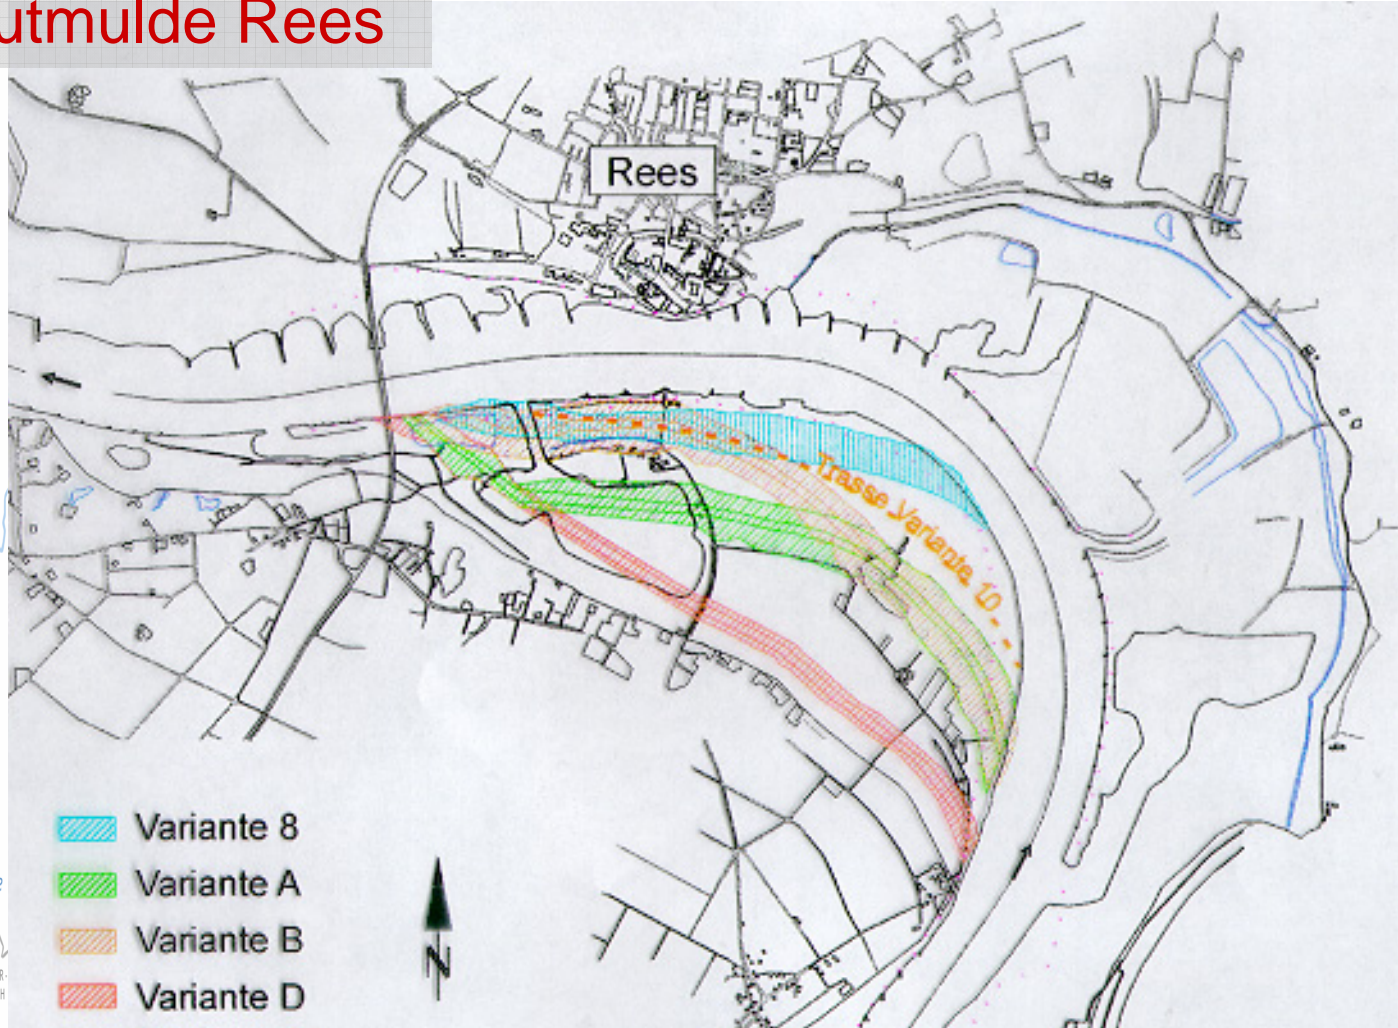 utmulde Rees
Rees
Trasse Variante 10
Variante 8
Variante A
Variante B
Variante D
N